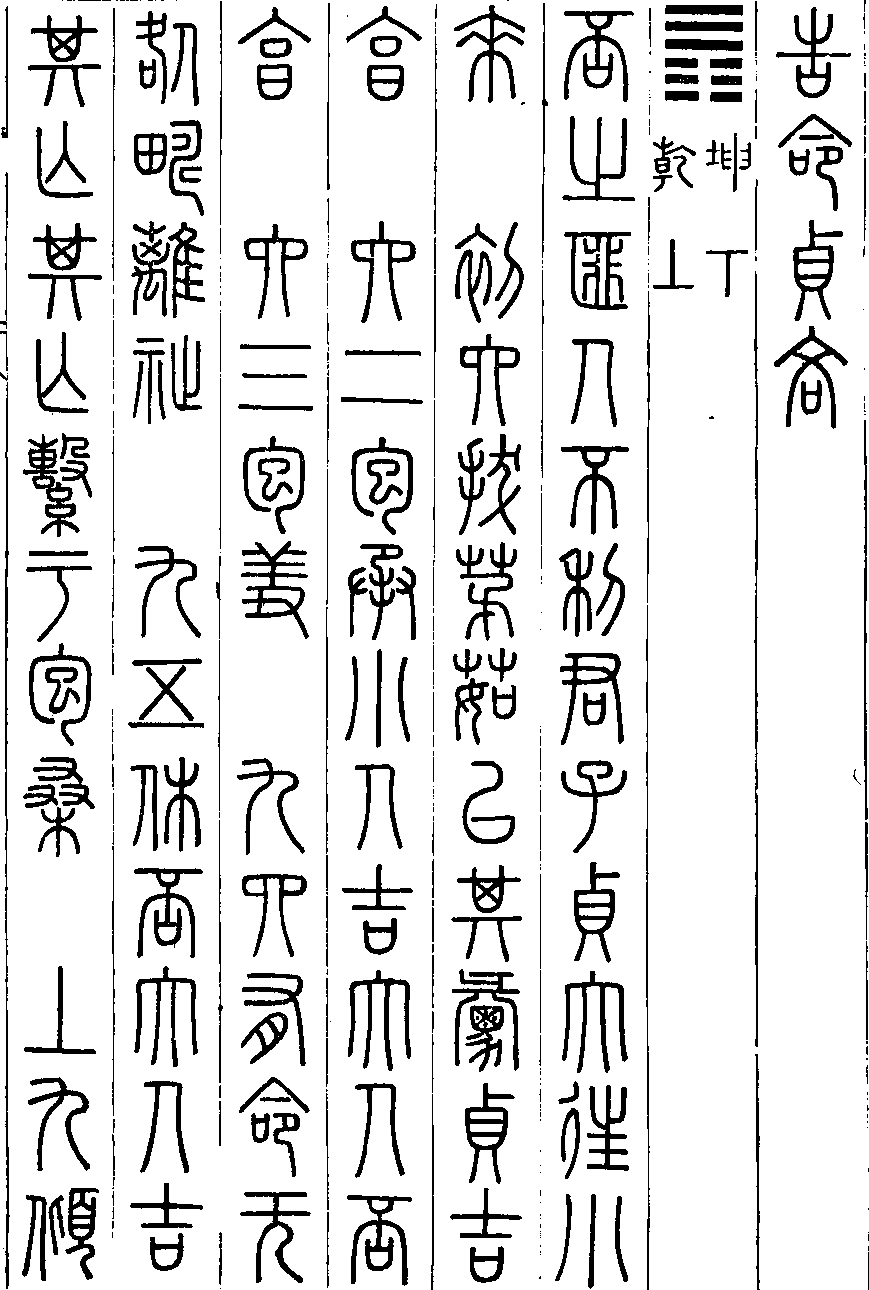 告命貞吝
䷋ 坤下
乾上
否之匪人不利君子貞大往小
來 初六拔茅茹以其彙貞吉
亨 六二包承小人吉大人否
亨 六三包羞 九四有命无
咎疇離祉 九五休否大人吉
其亡其亡繫于包桑 上九傾